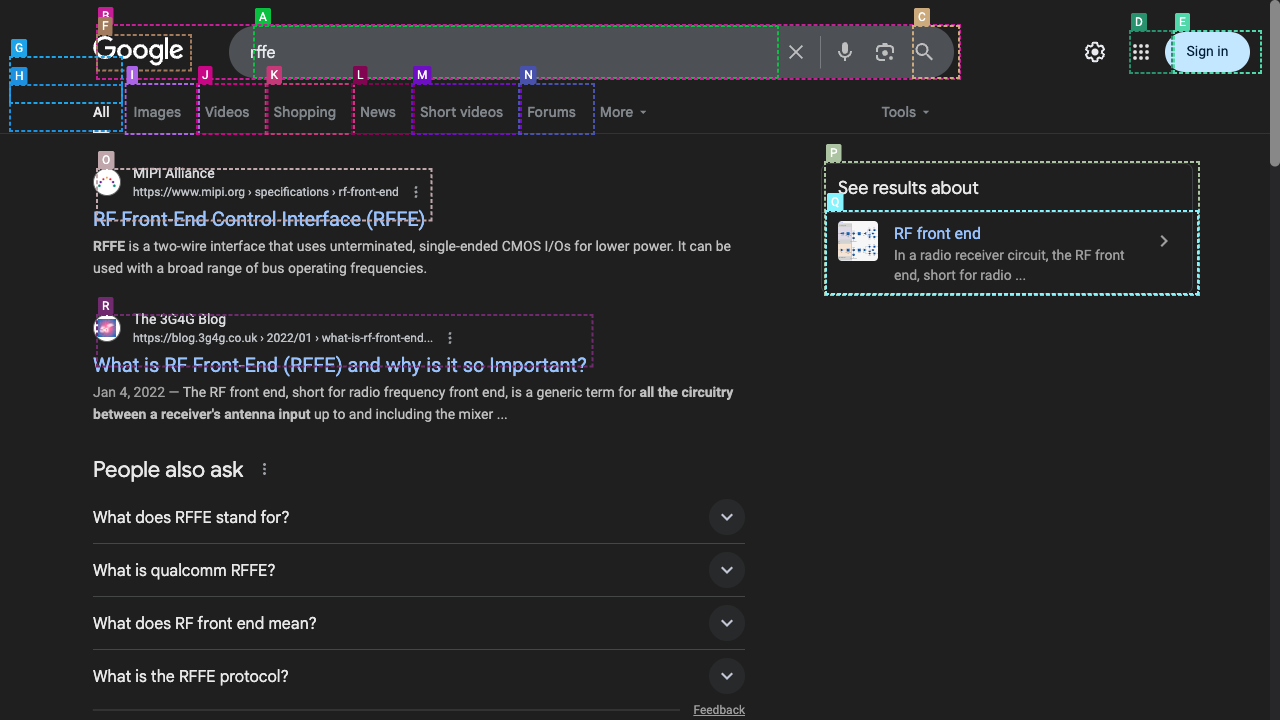 B
F
A
C
D
E
G
Google
rffe
Sign in
H
I
J
K
L
M
N
All
Images
Videos
Shopping
News
Short videos
Forums
More
Tools
O
MIPI Alliance
https://www.mipi.org › specifications › rf-front-end
RF Front-End Control Interface (RFFE)
RFFE is a two-wire interface that uses unterminated, single-ended CMOS I/Os for lower power. It can be
used with a broad range of bus operating frequencies.
P
See results about
Q
RF front end
In a radio receiver circuit, the RF front
end, short for radio ...
R
The 3G4G Blog
https://blog.3g4g.co.uk › 2022/01 › what-is-rf-front-end...
What is RF Front-End (RFFE) and why is it so Important?
Jan 4, 2022 — The RF front end, short for radio frequency front end, is a generic term for all the circuitry
between a receiver's antenna input up to and including the mixer ...
People also ask
What does RFFE stand for?
What is qualcomm RFFE?
What does RF front end mean?
What is the RFFE protocol?
Feedback